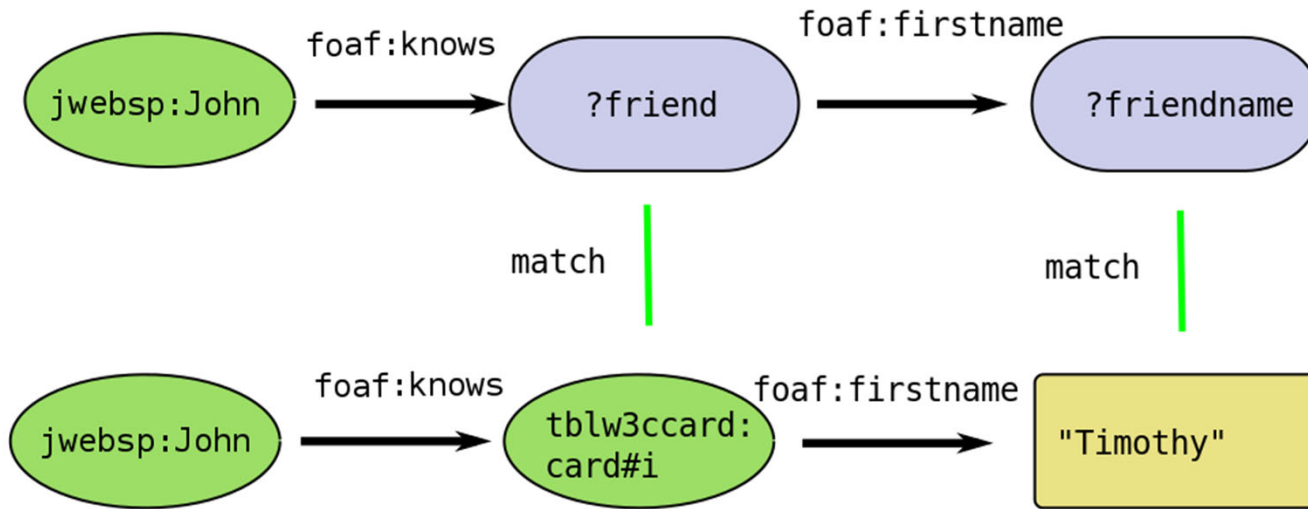 foaf:knows
foaf:firstname
jwebsp:John
?friend
?friendname
match
match
foaf:knows
foaf:firstname
jwebsp:John
tblw3ccard:
card#i
"Timothy"